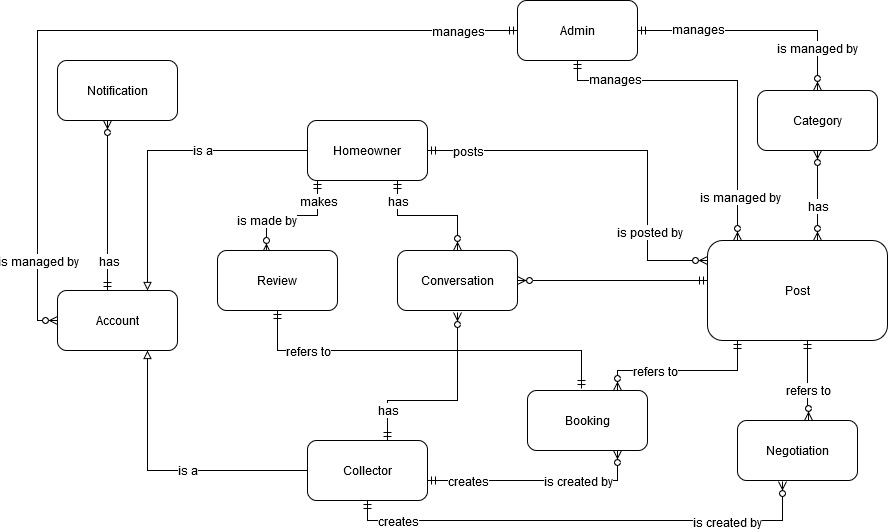 Admin
manages
manages
is managed by
manages
Notification
Category
Homeowner
is a
posts
makes
has
is managed by
has
is made by
is posted by
is managed by
has
Review
Conversation
Post
Account
refers to
refers to
refers to
has
Booking
Negotiation
Collector
is a
creates
is created by
creates
is created by